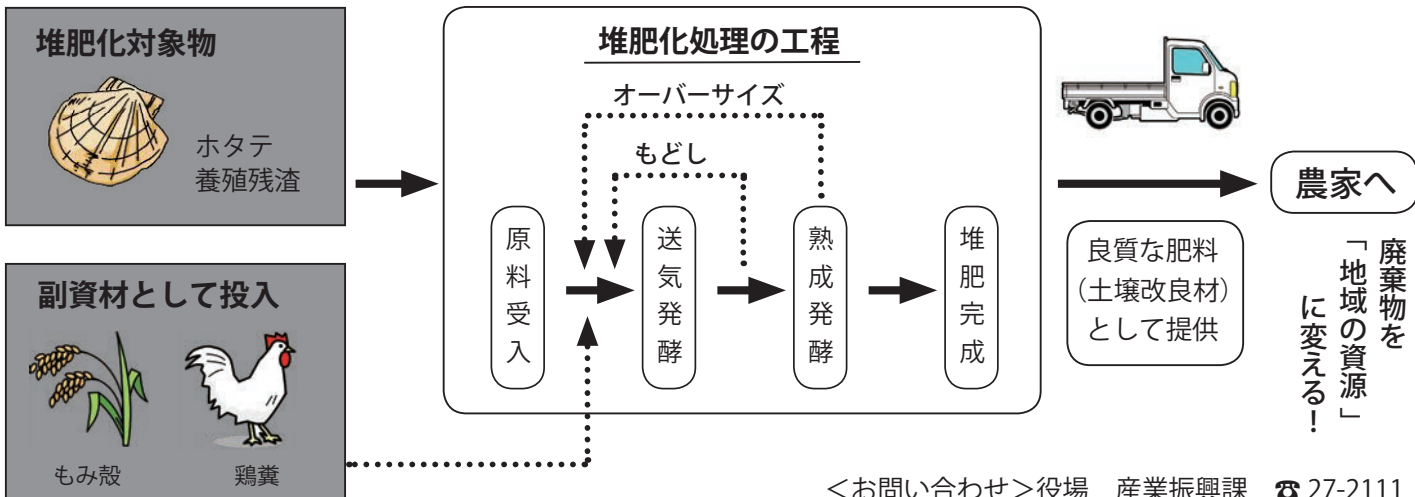 堆肥化対象物
ホタテ
養殖残渣
副資材として投入
もみ殻
鶏糞
堆肥化処理の工程
オーバーサイズ
もどし
原料受入
送気発酵
熟成発酵
堆肥完成
農家へ
良質な肥料
(土壌改良材)
として提供
廃棄物を
「地域の資源」
に変える!
＜お問い合わせ＞役場 産業振興課 ☎ 27-2111